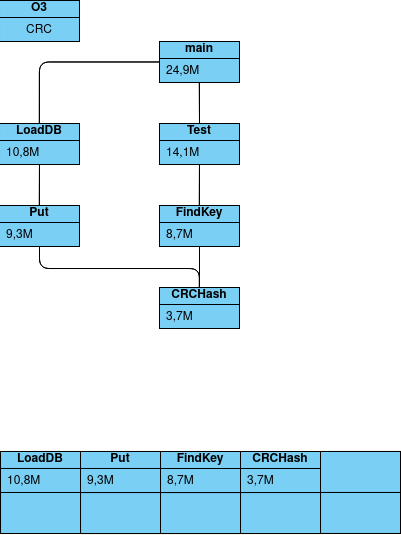 O3
CRC
main
24,9M
LoadDB
10,8M
Test
14,1M
Put
9,3M
FindKey
8,7M
CRCHash
3,7M
LoadDB Put FindKey CRCHash
10,8M 9,3M 8,7M 3,7M